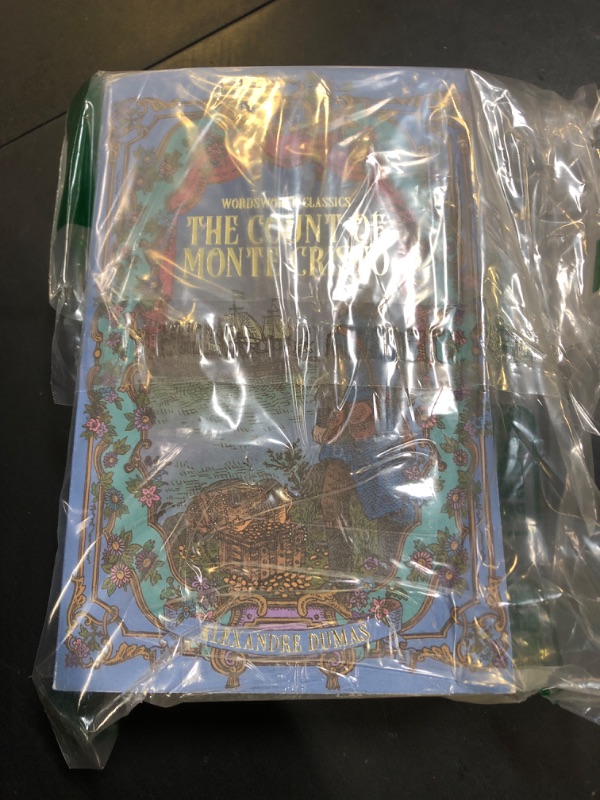 WORDSWORTH CLASSICS
THE COUNT OF
MONTE CRISTO
ALEXANDRE DUMAS